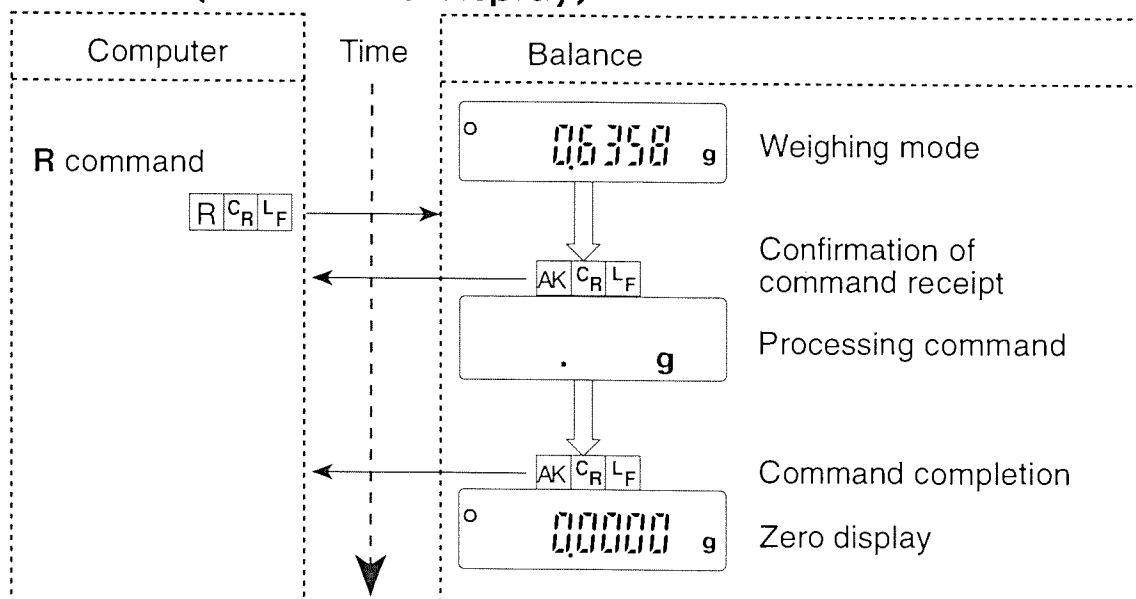 Computer Time Balance
0.6358 g Weighing mode
R command
R CR LF
Confirmation of
AK CR LF command receipt
. g Processing command
AK CR LF Command completion
0.0000 g Zero display